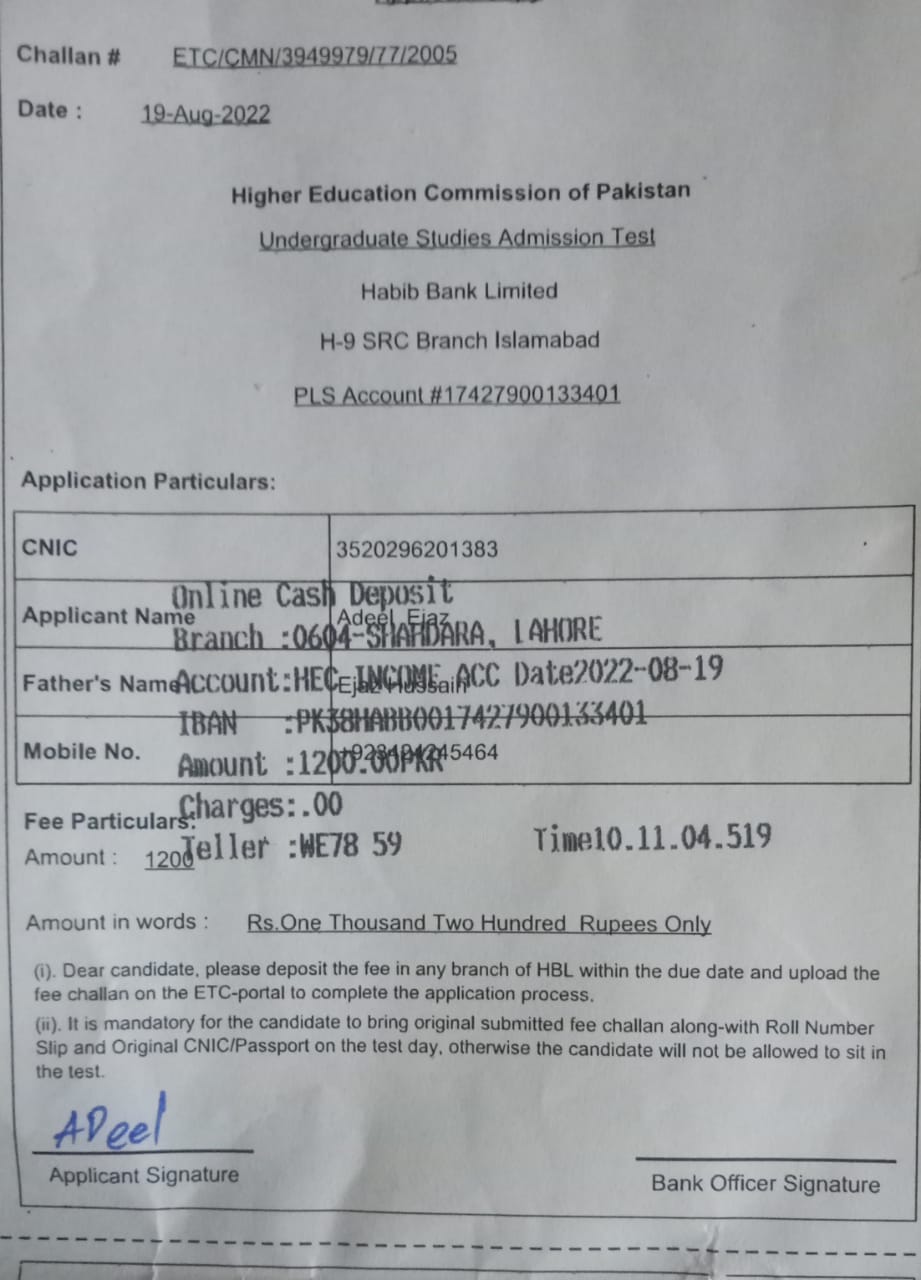 Challan # ETC/CMN/3949979/77/2005
Date : 19-Aug-2022
Higher Education Commission of Pakistan
Undergraduate Studies Admission Test
Habib Bank Limited
H-9 SRC Branch Islamabad
PLS Account #17427900133401
Application Particulars:
CNIC 3520296201383
Online Cash Deposit
Applicant Name Adeel Ejaz
Branch :0604-SHAHDARA, LAHORE
Father's Name Ejaz Hussain
Account:HEC INCOME ACC Date2022-08-19
IBAN :PK38HABB0017427900133401
Mobile No.
Amount :1200.00PKR
Charges:.00
Fee Particulars:
Teller :WE78 59 Time10.11.04.519
Amount : 1200
Amount in words : Rs.One Thousand Two Hundred Rupees Only
(i). Dear candidate, please deposit the fee in any branch of HBL within the due date and upload the
fee challan on the ETC-portal to complete the application process.
(ii). It is mandatory for the candidate to bring original submitted fee challan along-with Roll Number
Slip and Original CNIC/Passport on the test day, otherwise the candidate will not be allowed to sit in
the test.
ADeel
Applicant Signature
Bank Officer Signature